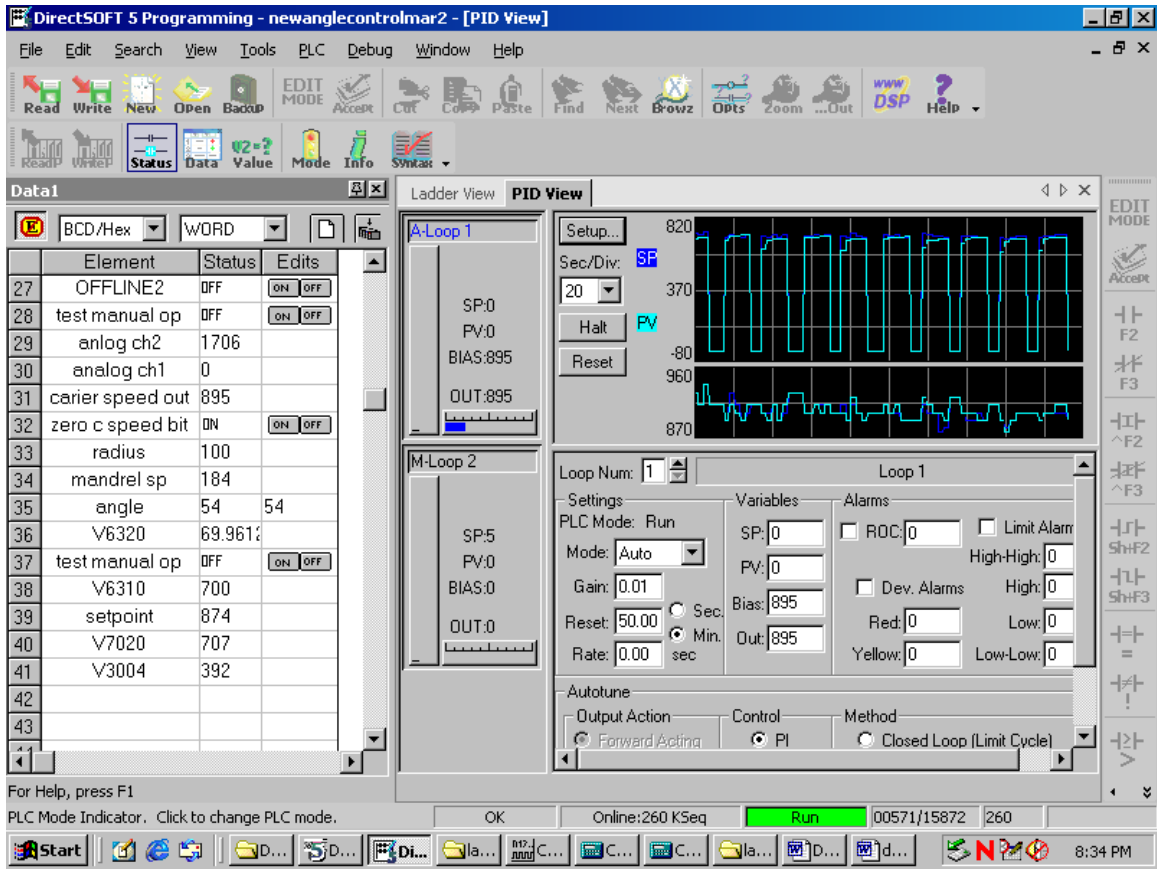 DirectSOFT 5 Programming - newanglecontrolmar2 - [PID View]
File Edit Search View Tools PLC Debug Window Help
Read Write New Open Backup EDIT MODE Accept Cut Copy Paste Find Next Browz Opts Zoom ...Out WWW DSP Help
ReadP WriteP Status Data V2=? Value Mode Info Syntax
Data1
Ladder View PID View
BCD/Hex WORD
Element Status Edits
27 OFFLINE2 OFF ON OFF
28 test manual op OFF ON OFF
29 anlog ch2 1706
30 analog ch1 0
31 carier speed out 895
32 zero c speed bit ON ON OFF
33 radius 100
34 mandrel sp 184
35 angle 54 54
36 V6320 69.9612
37 test manual op OFF ON OFF
38 V6310 700
39 setpoint 874
40 V7020 707
41 V3004 392
42
43
44
A-Loop 1
SP:0
PV:0
BIAS:895
OUT:895
M-Loop 2
SP:5
PV:0
BIAS:0
OUT:0
Setup...
Sec/Div:
20
Halt
Reset
820
SP
370
PV
-80
960
870
Loop Num: 1 Loop 1
Settings
PLC Mode: Run
Mode: Auto
Gain: 0.01
Reset: 50.00 Sec. Min.
Rate: 0.00 sec
Variables
SP: 0
PV: 0
Bias: 895
Out: 895
Alarms
ROC: 0 Limit Alarm
High-High: 0
Dev. Alarms High: 0
Red: 0 Low: 0
Yellow: 0 Low-Low: 0
Autotune
Output Action Control Method
Forward Acting PI Closed Loop (Limit Cycle)
EDIT MODE
Accept
F2
F3
^F2
^F3
Sh+F2
Sh+F3
=
!
>
For Help, press F1
PLC Mode Indicator. Click to change PLC mode. OK Online:260 KSeq Run 00571/15872 260
Start D... D... Di... la... C... C... C... la... D... d... N 8:34 PM